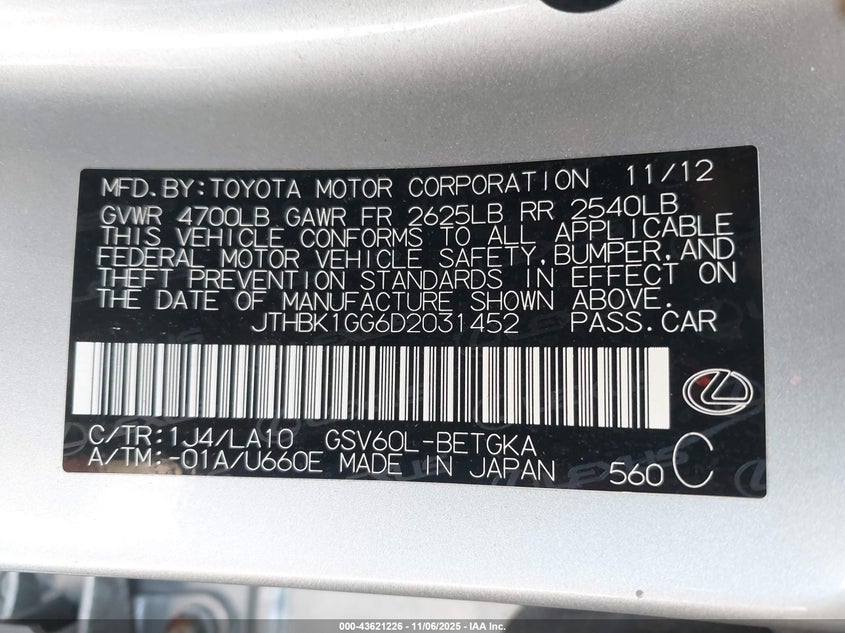 MFD.BY:TOYOTA MOTOR CORPORATION 11/12
GVWR 4700LB GAWR FR 2625LB RR 2540LB
THIS VEHICLE CONFORMS TO ALL APPLICABLE
FEDERAL MOTOR VEHICLE SAFETY,BUMPER,AND
THEFT PREVENTION STANDARDS IN EFFECT ON
THE DATE OF MANUFACTURE SHOWN ABOVE.
JTHBK1GG6D2031452 PASS.CAR
C/TR:1J4/LA10 GSV60L-BETGKA
A/TM:-01A/U660E MADE IN JAPAN 560 C
000-43621226 - 11/06/2025 - IAA Inc.